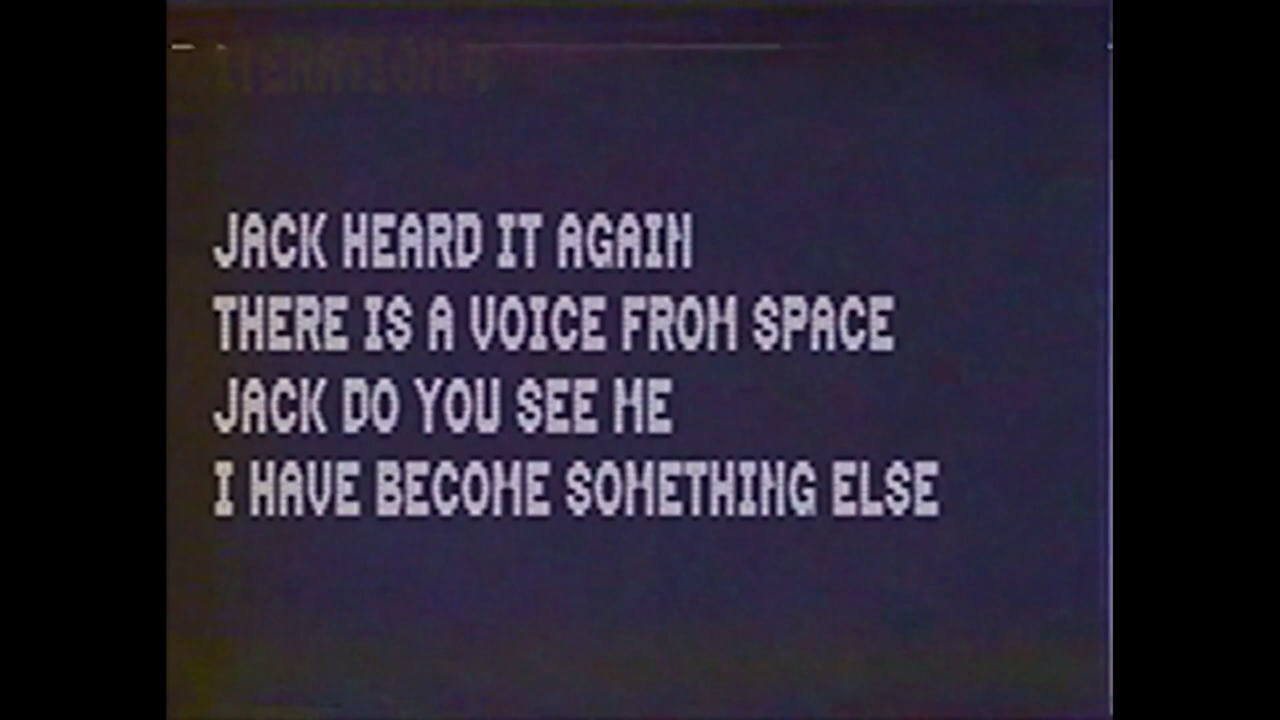 ITERATION 4
JACK HEARD IT AGAIN
THERE IS A VOICE FROM SPACE
JACK DO YOU SEE ME
I HAVE BECOME SOMETHING ELSE